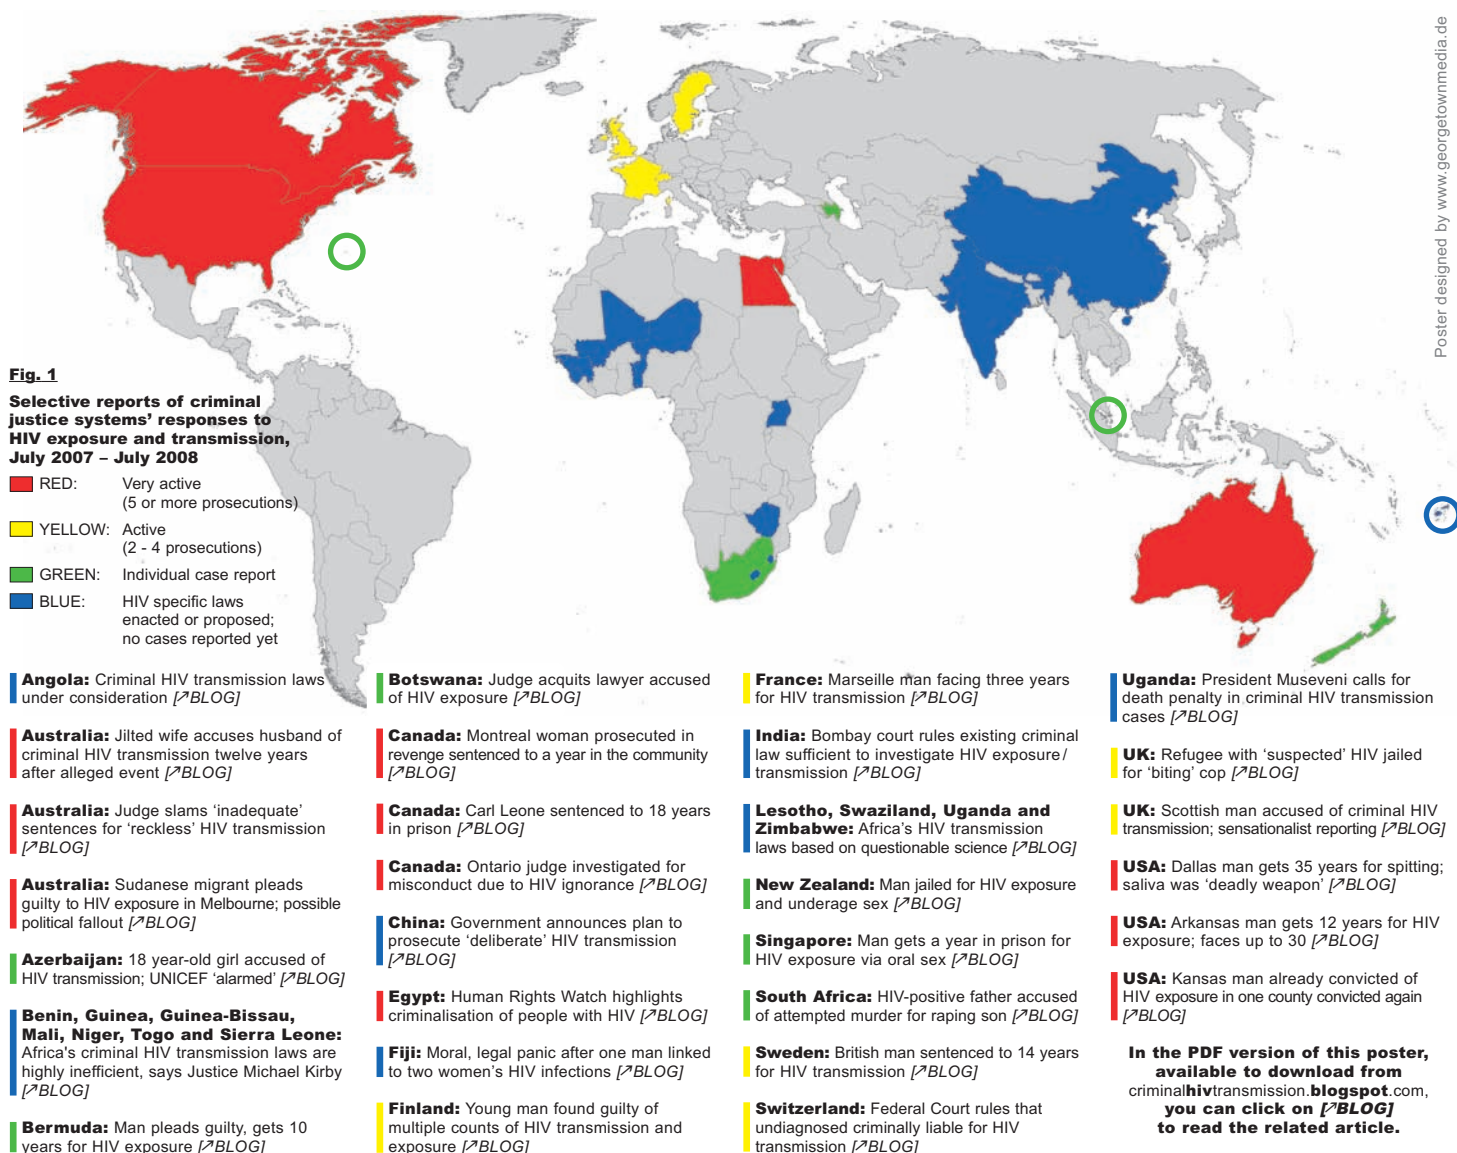 Poster designed by www.georgetownmedia.de
Fig. 1
Selective reports of criminal
justice systems’ responses to
HIV exposure and transmission,
July 2007 – July 2008
RED: Very active
(5 or more prosecutions)
YELLOW: Active
(2 - 4 prosecutions)
GREEN: Individual case report
BLUE: HIV specific laws
enacted or proposed;
no cases reported yet
Angola: Criminal HIV transmission laws
under consideration [↗BLOG]
Australia: Jilted wife accuses husband of
criminal HIV transmission twelve years
after alleged event [↗BLOG]
Australia: Judge slams ‘inadequate’
sentences for ‘reckless’ HIV transmission
[↗BLOG]
Australia: Sudanese migrant pleads
guilty to HIV exposure in Melbourne; possible
political fallout [↗BLOG]
Azerbaijan: 18 year-old girl accused of
HIV transmission; UNICEF ‘alarmed’ [↗BLOG]
Benin, Guinea, Guinea-Bissau,
Mali, Niger, Togo and Sierra Leone:
Africa's criminal HIV transmission laws are
highly inefficient, says Justice Michael Kirby
[↗BLOG]
Bermuda: Man pleads guilty, gets 10
years for HIV exposure [↗BLOG]
Botswana: Judge acquits lawyer accused
of HIV exposure [↗BLOG]
Canada: Montreal woman prosecuted in
revenge sentenced to a year in the community
[↗BLOG]
Canada: Carl Leone sentenced to 18 years
in prison [↗BLOG]
Canada: Ontario judge investigated for
misconduct due to HIV ignorance [↗BLOG]
China: Government announces plan to
prosecute ‘deliberate’ HIV transmission
[↗BLOG]
Egypt: Human Rights Watch highlights
criminalisation of people with HIV [↗BLOG]
Fiji: Moral, legal panic after one man linked
to two women’s HIV infections [↗BLOG]
Finland: Young man found guilty of
multiple counts of HIV transmission and
exposure [↗BLOG]
France: Marseille man facing three years
for HIV transmission [↗BLOG]
India: Bombay court rules existing criminal
law sufficient to investigate HIV exposure/
transmission [↗BLOG]
Lesotho, Swaziland, Uganda and
Zimbabwe: Africa’s HIV transmission
laws based on questionable science [↗BLOG]
New Zealand: Man jailed for HIV exposure
and underage sex [↗BLOG]
Singapore: Man gets a year in prison for
HIV exposure via oral sex [↗BLOG]
South Africa: HIV-positive father accused
of attempted murder for raping son [↗BLOG]
Sweden: British man sentenced to 14 years
for HIV transmission [↗BLOG]
Switzerland: Federal Court rules that
undiagnosed criminally liable for HIV
transmission [↗BLOG]
Uganda: President Museveni calls for
death penalty in criminal HIV transmission
cases [↗BLOG]
UK: Refugee with ‘suspected’ HIV jailed
for ‘biting’ cop [↗BLOG]
UK: Scottish man accused of criminal HIV
transmission; sensationalist reporting [↗BLOG]
USA: Dallas man gets 35 years for spitting;
saliva was ‘deadly weapon’ [↗BLOG]
USA: Arkansas man gets 12 years for HIV
exposure; faces up to 30 [↗BLOG]
USA: Kansas man already convicted of
HIV exposure in one county convicted again
[↗BLOG]
In the PDF version of this poster,
available to download from
criminalhivtransmission.blogspot.com,
you can click on [↗BLOG]
to read the related article.